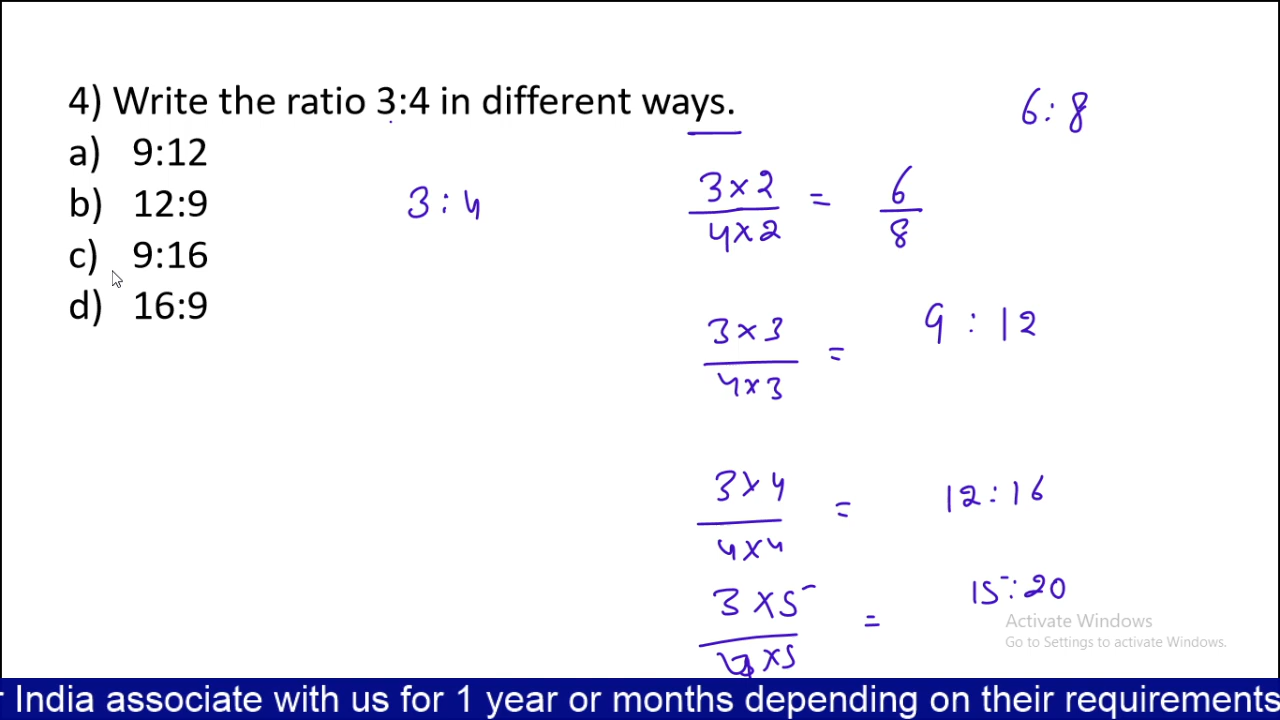 4) Write the ratio 3:4 in different ways.
6:8
a) 9:12
b) 12:9
c) 9:16
d) 16:9
3:4
3×2
4×2
=
6
8
3×3
4×3
=
9:12
3×4
4×4
=
12:16
3×5
4×5
=
15:20
Activate Windows
Go to Settings to activate Windows.
India associate with us for 1 year or months depending on their requirements